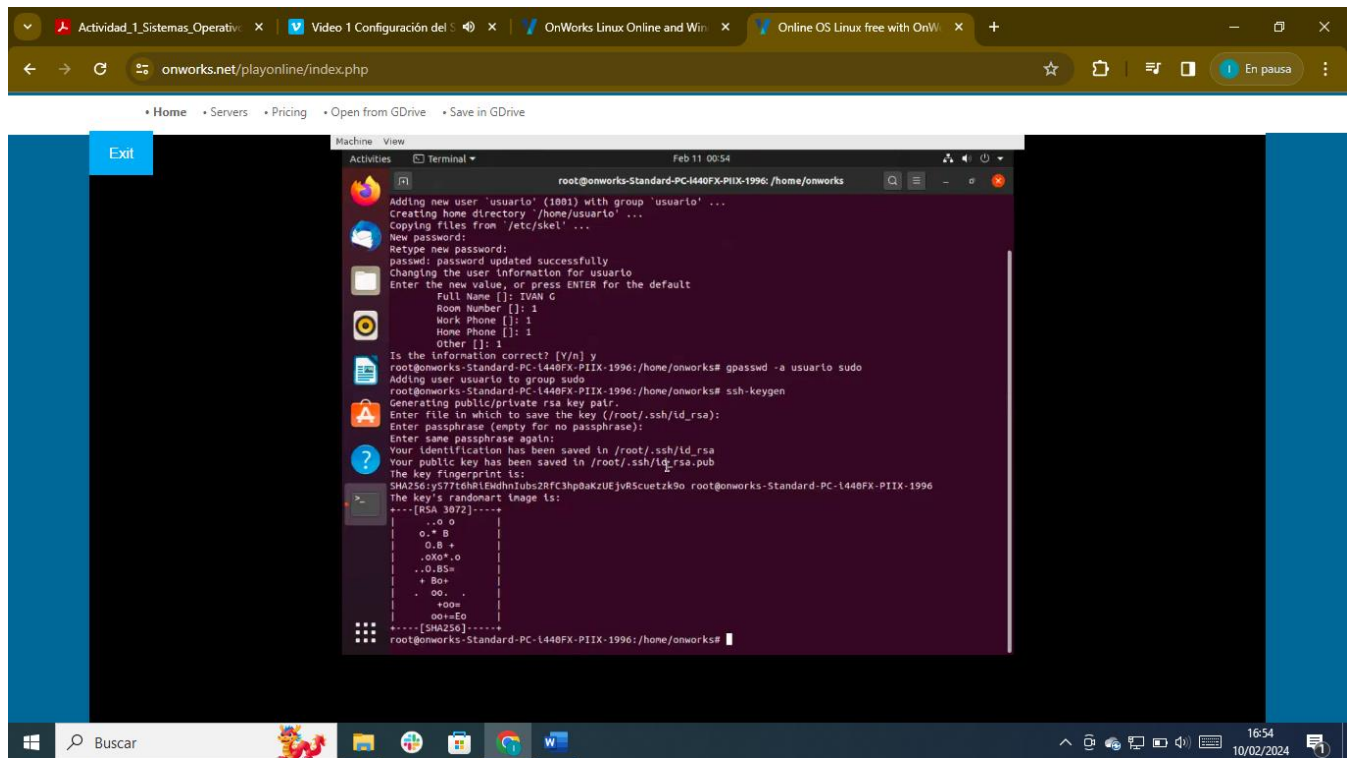 Actividad_1_Sistemas_Operativo
Video 1 Configuración del S
OnWorks Linux Online and Win
Online OS Linux free with OnW
onworks.net/playonline/index.php
En pausa
• Home • Servers • Pricing • Open from GDrive • Save in GDrive
Exit
Machine View
Activities Terminal Feb 11 00:54
root@onworks-Standard-PC-i440FX-PIIX-1996: /home/onworks
Adding new user `usuario' (1001) with group `usuario' ...
Creating home directory `/home/usuario' ...
Copying files from `/etc/skel' ...
New password:
Retype new password:
passwd: password updated successfully
Changing the user information for usuario
Enter the new value, or press ENTER for the default
Full Name []: IVAN G
Room Number []: 1
Work Phone []: 1
Home Phone []: 1
Other []: 1
Is the information correct? [Y/n] y
root@onworks-Standard-PC-i440FX-PIIX-1996:/home/onworks# gpasswd -a usuario sudo
Adding user usuario to group sudo
root@onworks-Standard-PC-i440FX-PIIX-1996:/home/onworks# ssh-keygen
Generating public/private rsa key pair.
Enter file in which to save the key (/root/.ssh/id_rsa):
Enter passphrase (empty for no passphrase):
Enter same passphrase again:
Your identification has been saved in /root/.ssh/id_rsa
Your public key has been saved in /root/.ssh/id_rsa.pub
The key fingerprint is:
SHA256:yS77t6hRiEWdhnIubs2RfC3hp0aKzUEjvR5cuetzk9o root@onworks-Standard-PC-i440FX-PIIX-1996
The key's randomart image is:
+---[RSA 3072]----+
|     ..o o       |
|    o.* B        |
|     O.B +       |
|    .oXo*.o      |
|   ..O.BS=       |
|    + Bo+        |
|   .  oo.  .     |
|       +oo=      |
|      oo+=Eo     |
+----[SHA256]-----+
root@onworks-Standard-PC-i440FX-PIIX-1996:/home/onworks#
Buscar
16:54
10/02/2024